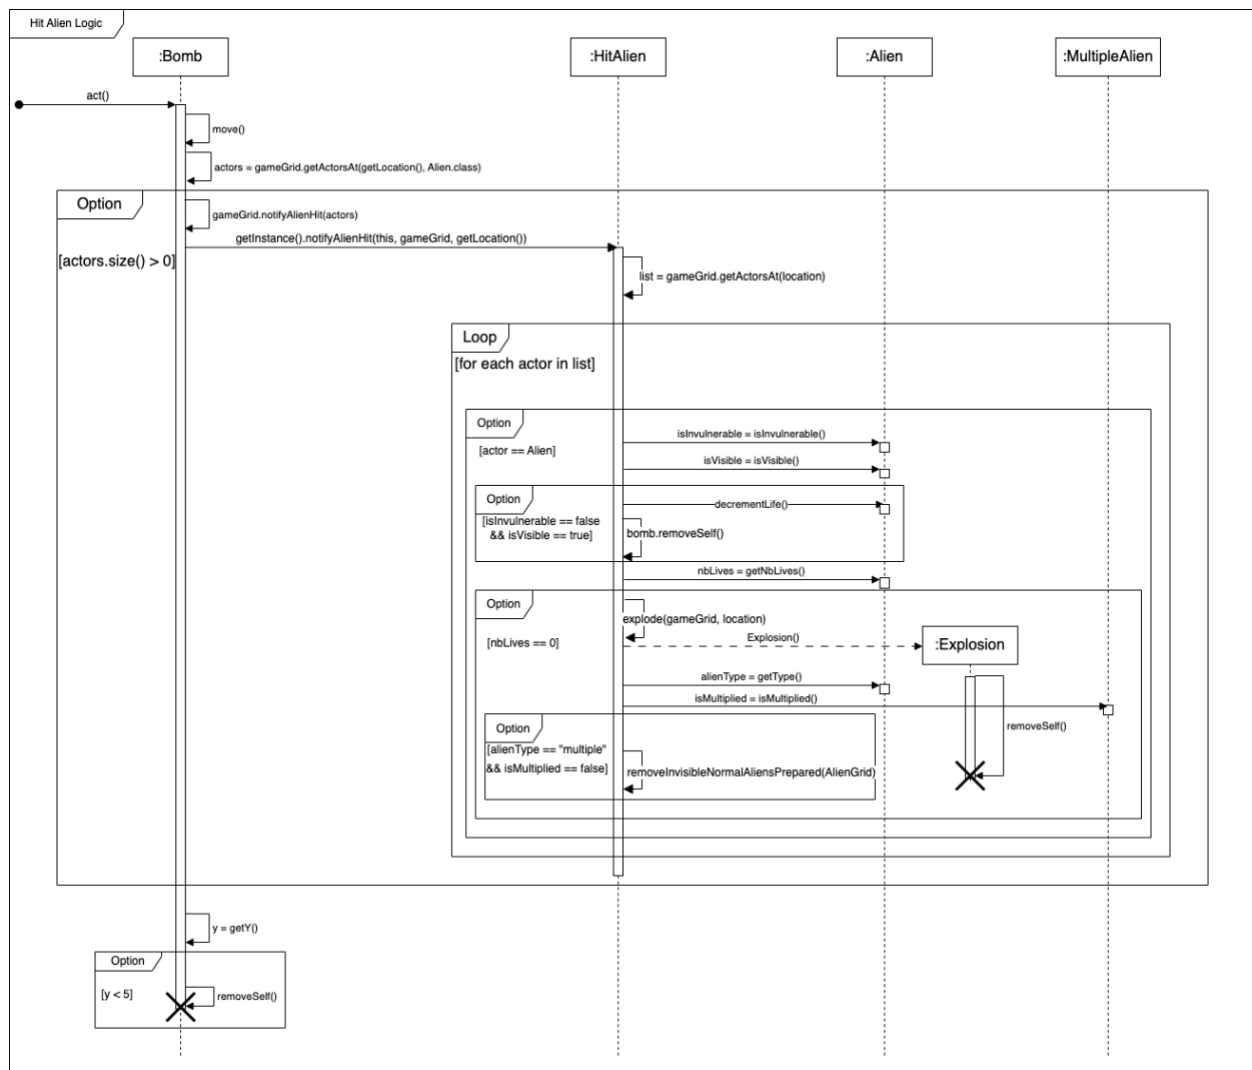 Hit Alien Logic
:Bomb
:HitAlien
:Alien
:MultipleAlien
act()
move()
actors = gameGrid.getActorsAt(getLocation(), Alien.class)
Option
gameGrid.notifyAlienHit(actors)
getInstance().notifyAlienHit(this, gameGrid, getLocation())
[actors.size() > 0]
list = gameGrid.getActorsAt(location)
Loop
[for each actor in list]
Option
isInvulnerable = isInvulnerable()
[actor == Alien]
isVisible = isVisible()
Option
decrementLife()
[isInvulnerable == false
&& isVisible == true]
bomb.removeSelf()
nbLives = getNbLives()
Option
explode(gameGrid, location)
[nbLives == 0]
Explosion()
:Explosion
alienType = getType()
isMultiplied = isMultiplied()
removeSelf()
Option
[alienType == "multiple"
&& isMultiplied == false]
removeInvisibleNormalAliensPrepared(AlienGrid)
y = getY()
Option
[y < 5]
removeSelf()